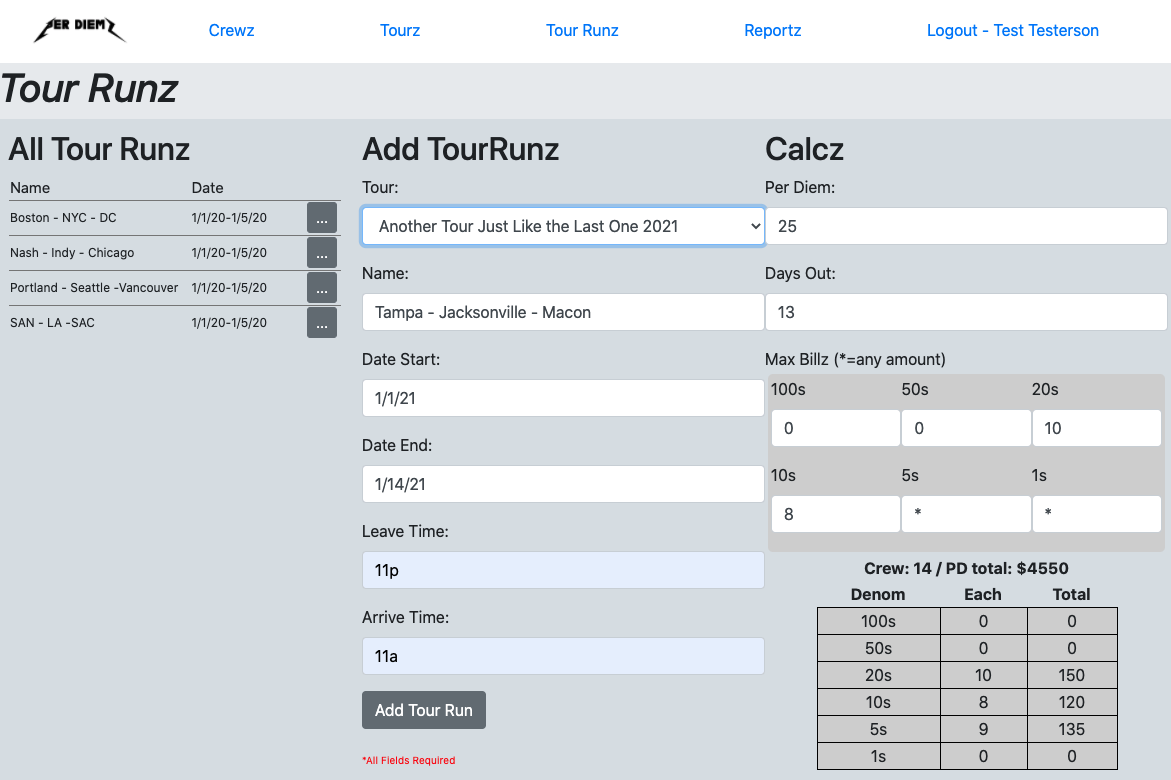 PER DIEMZ
Crewz Tourz Tour Runz Reportz Logout - Test Testerson
Tour Runz
All Tour Runz
Name Date
Boston - NYC - DC 1/1/20-1/5/20 ...
Nash - Indy - Chicago 1/1/20-1/5/20 ...
Portland - Seattle -Vancouver 1/1/20-1/5/20 ...
SAN - LA -SAC 1/1/20-1/5/20 ...
Add TourRunz
Tour:
Another Tour Just Like the Last One 2021
Name:
Tampa - Jacksonville - Macon
Date Start:
1/1/21
Date End:
1/14/21
Leave Time:
11p
Arrive Time:
11a
Add Tour Run
*All Fields Required
Calcz
Per Diem:
25
Days Out:
13
Max Billz (*=any amount)
100s 50s 20s
0 0 10
10s 5s 1s
8 * *
Crew: 14 / PD total: $4550
Denom Each Total
100s 0 0
50s 0 0
20s 10 150
10s 8 120
5s 9 135
1s 0 0